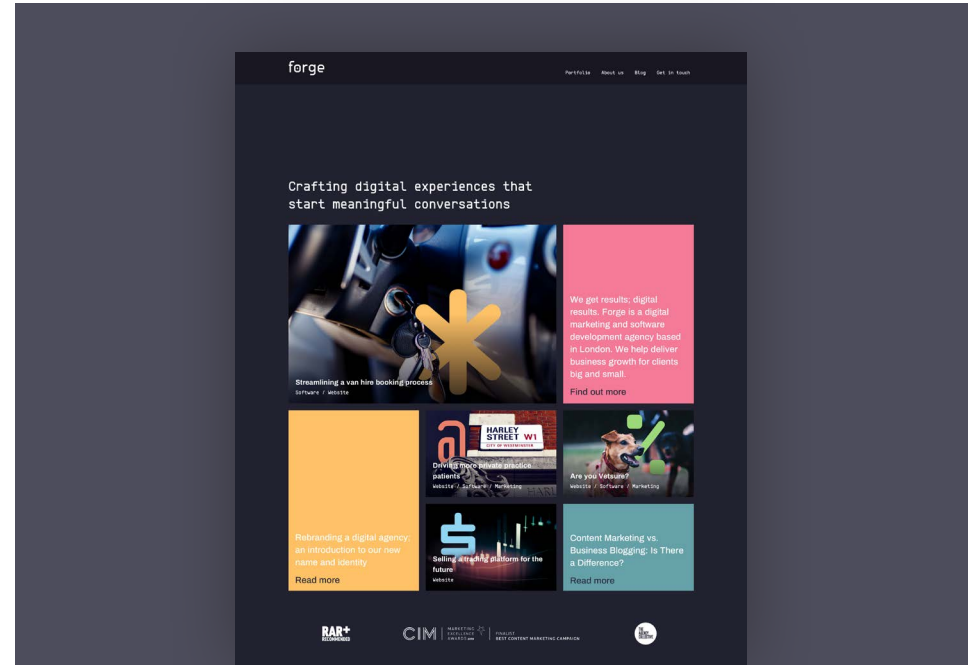 forge
Portfolio About us Blog Get in touch
Crafting digital experiences that
start meaningful conversations
Streamlining a van hire booking process
Software / Website
We get results; digital
results. Forge is a digital
marketing and software
development agency based
in London. We help deliver
business growth for clients
big and small.
Find out more
Rebranding a digital agency:
an introduction to our new
name and identity
Read more
HARLEY
STREET W1
CITY OF WESTMINSTER
Driving more private practice
patients
Website / Software / Marketing
Are you Vetsure?
Website / Software / Marketing
Selling a trading platform for the
future
Website
Content Marketing vs.
Business Blogging: Is There
a Difference?
Read more
RAR+
RECOMMENDED
CIM
MARKETING
EXCELLENCE
AWARDS
FINALIST
BEST CONTENT MARKETING CAMPAIGN
THE
AGENCY
COLLECTIVE